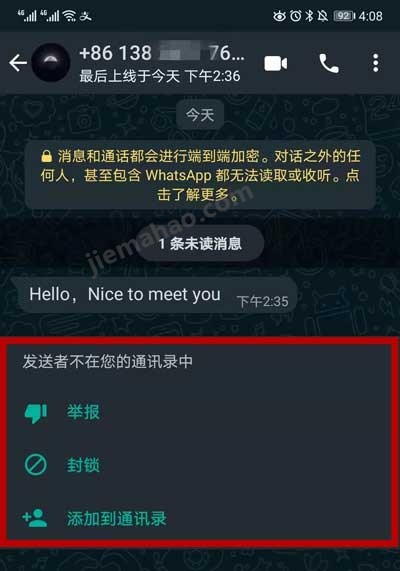 4G 4G 92 4:08
+86 138 76...
最后上线于今天 下午2:36
今天
消息和通话都会进行端到端加密。对话之外的任
何人，甚至包含 WhatsApp 都无法读取或收听。点
击了解更多。
jiemahao.com
1 条未读消息
Hello，Nice to meet you 下午2:35
发送者不在您的通讯录中
举报
封锁
添加到通讯录